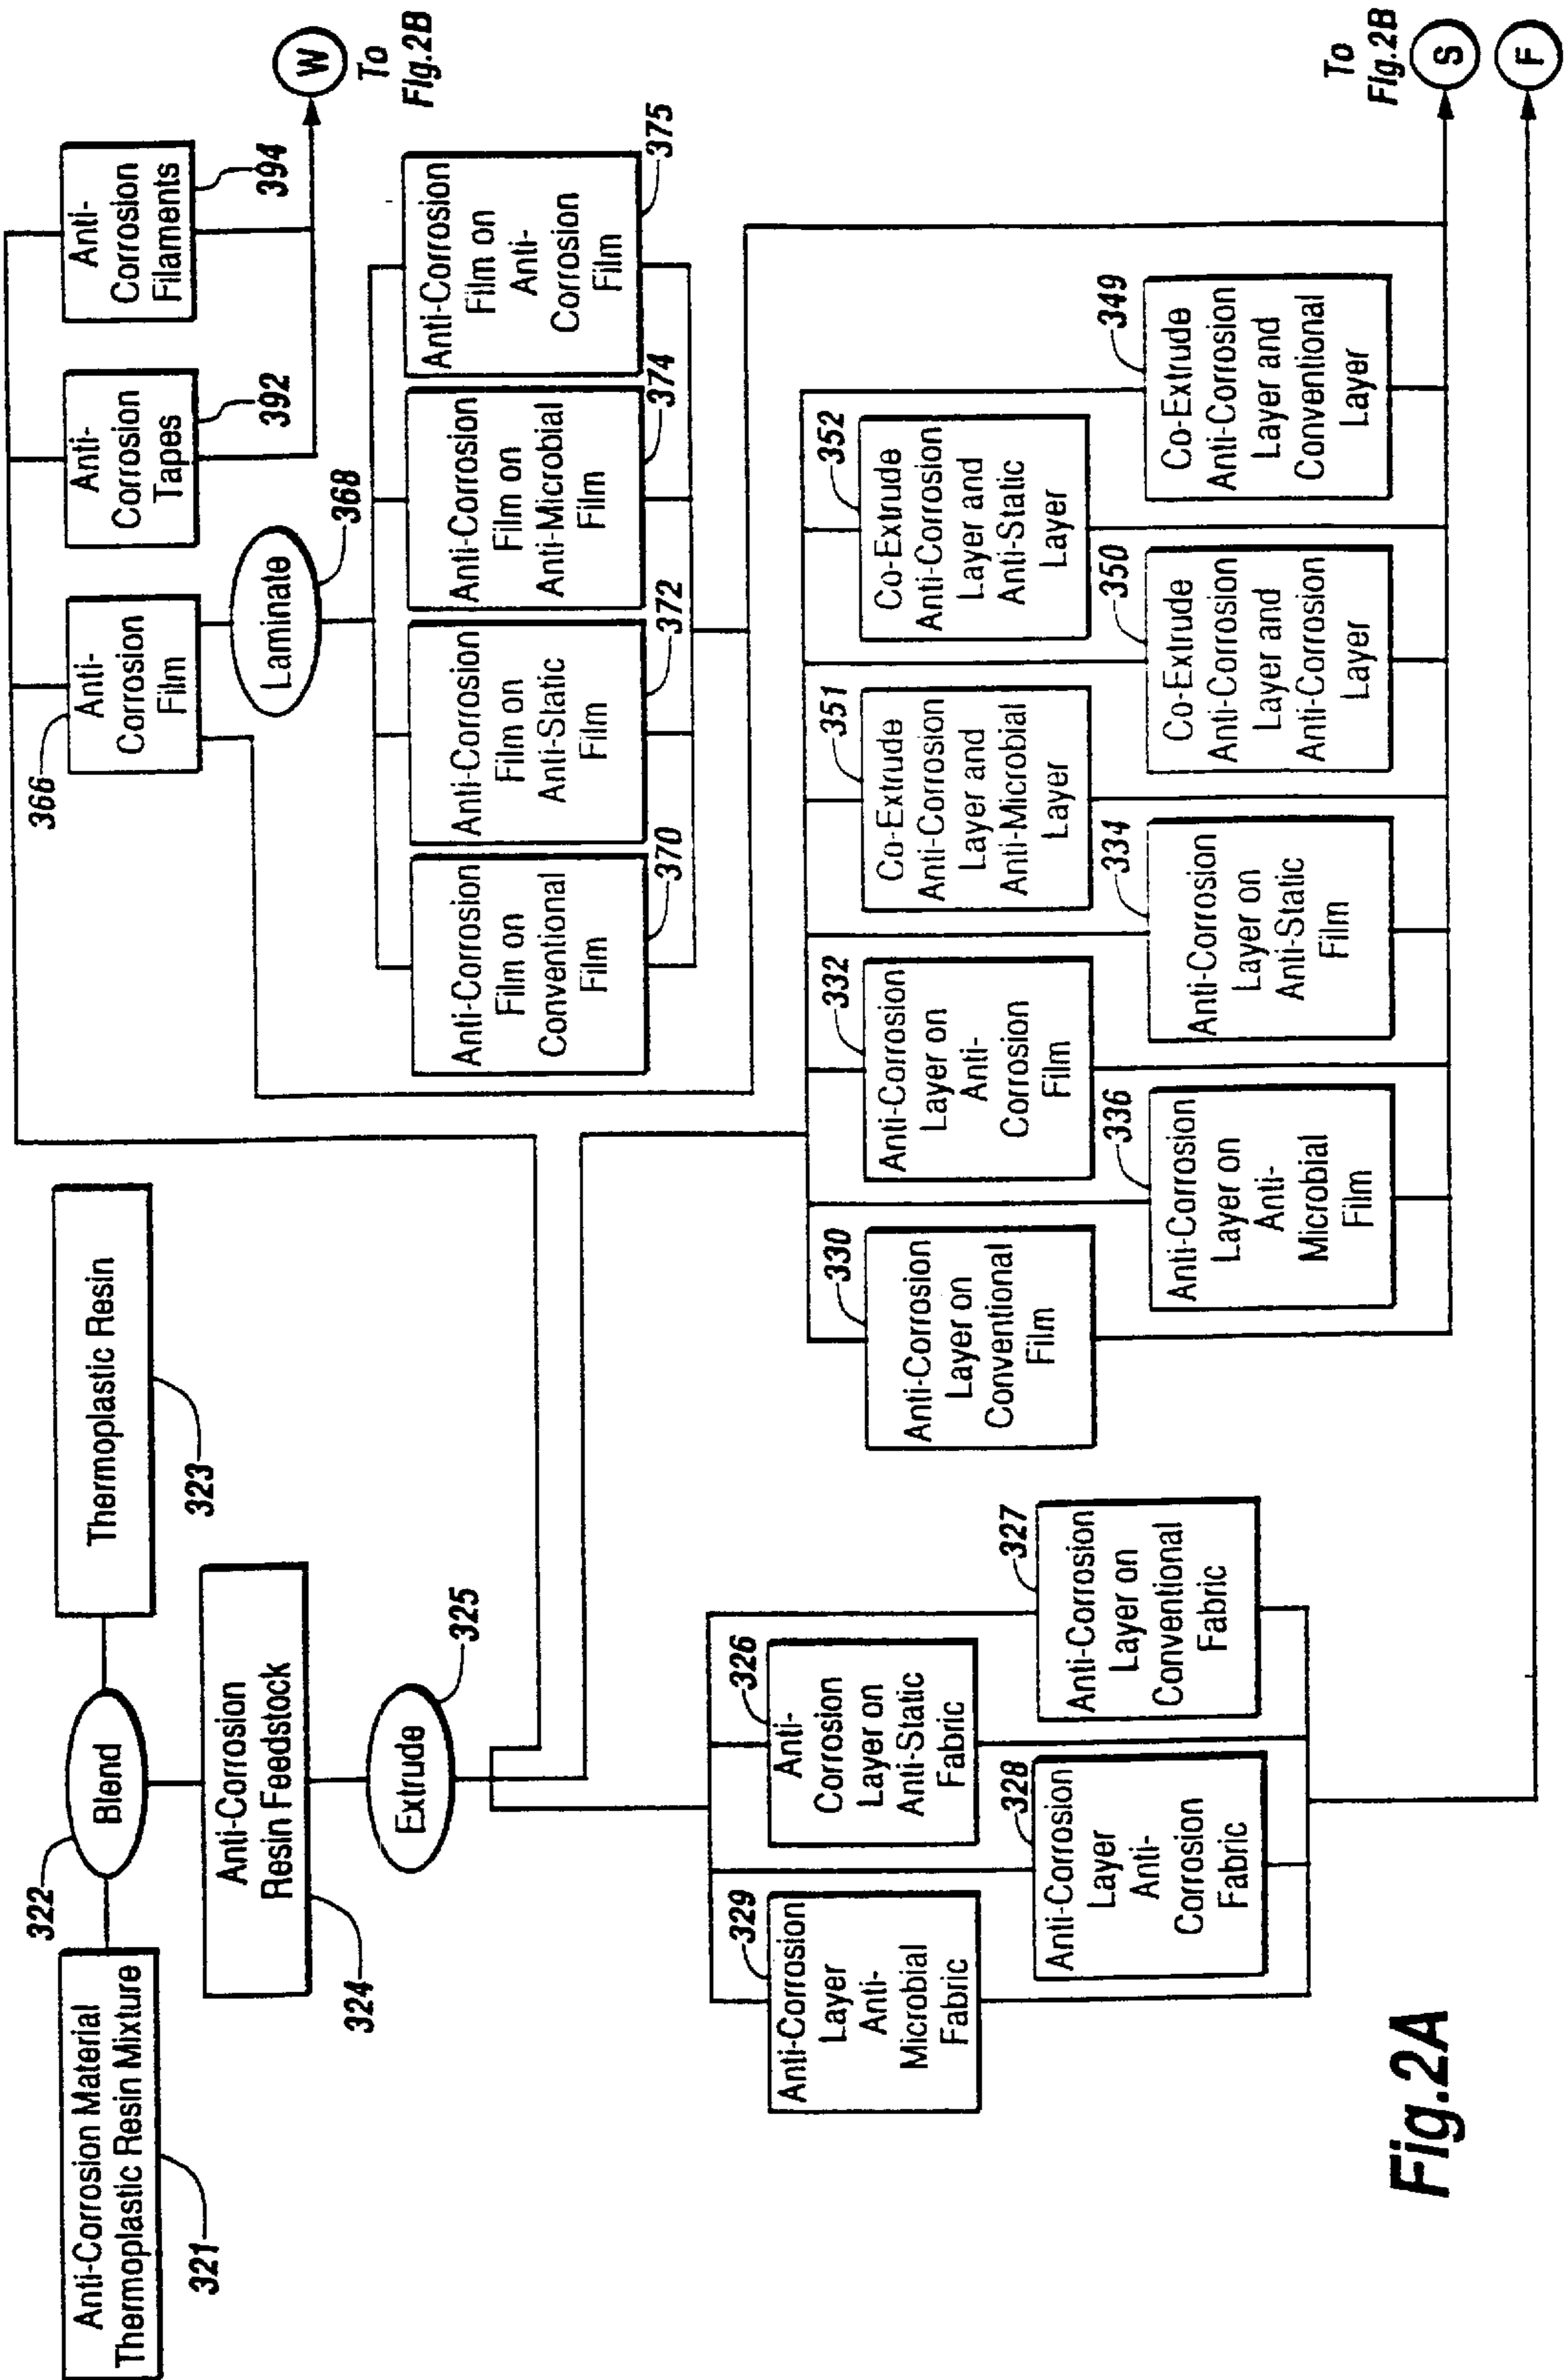 Anti-Corrosion Material
Thermoplastic Resin Mixture
321
322
Blend
Thermoplastic Resin
323
Anti-Corrosion
Resin Feedstock
324
Extrude
325
366
Anti-
Corrosion
Film
Anti-
Corrosion
Tapes
392
Anti-
Corrosion
Filaments
394
W
To
Fig.2B
Laminate
368
Anti-Corrosion
Film on
Conventional
Film
370
Anti-Corrosion
Film on
Anti-Static
Film
372
Anti-Corrosion
Film on
Anti-Microbial
Film
374
Anti-Corrosion
Film on
Anti-
Corrosion
Film
375
329
Anti-Corrosion
Layer
Anti-
Microbial
Fabric
326
Anti-
Corrosion
Layer on
Anti-Static
Fabric
328
Anti-Corrosion
Layer
Anti-
Corrosion
Fabric
327
Anti-Corrosion
Layer on
Conventional
Fabric
330
Anti-Corrosion
Layer on
Conventional
Film
332
Anti-Corrosion
Layer on
Anti-
Corrosion
Film
351
Co-Extrude
Anti-Corrosion
Layer and
Anti-Microbial
Layer
352
Co-Extrude
Anti-Corrosion
Layer and
Anti-Static
Layer
336
Anti-Corrosion
Layer on
Anti-
Microbial
Film
334
Anti-Corrosion
Layer on
Anti-Static
Film
350
Co-Extrude
Anti-Corrosion
Layer and
Anti-Corrosion
Layer
349
Co-Extrude
Anti-Corrosion
Layer and
Conventional
Layer
To
Fig.2B
S
F
Fig.2A